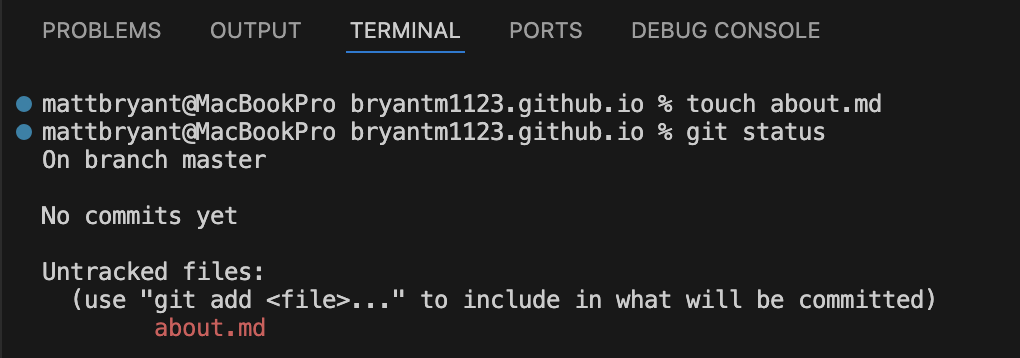 PROBLEMS OUTPUT TERMINAL PORTS DEBUG CONSOLE
mattbryant@MacBookPro bryantm1123.github.io % touch about.md
mattbryant@MacBookPro bryantm1123.github.io % git status
On branch master
No commits yet
Untracked files:
(use "git add <file>..." to include in what will be committed)
about.md